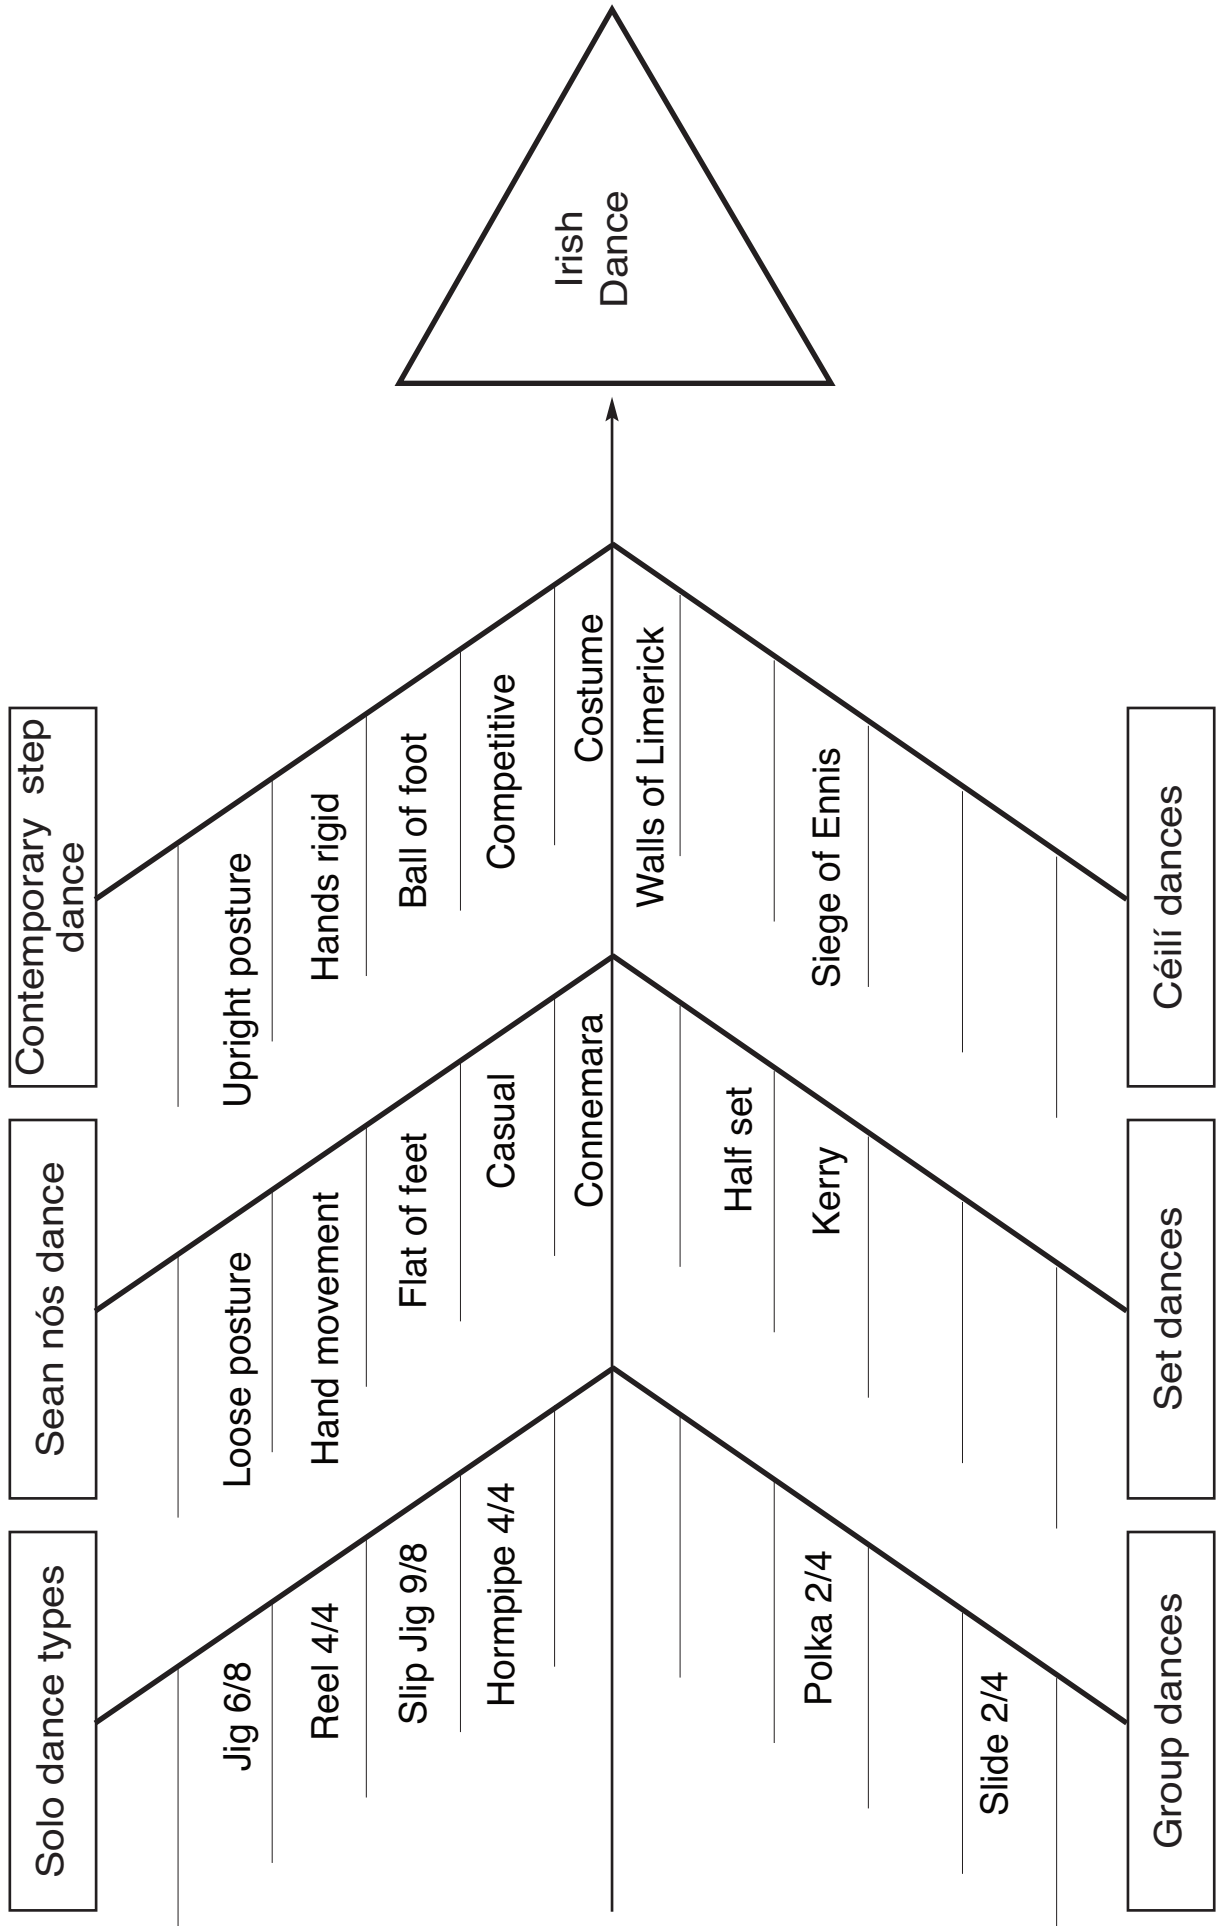 Solo dance types
Jig 6/8
Reel 4/4
Slip Jig 9/8
Hormpipe 4/4
Sean nós dance
Loose posture
Hand movement
Flat of feet
Casual
Connemara
Contemporary step
dance
Upright posture
Hands rigid
Ball of foot
Competitive
Costume
Irish
Dance
Group dances
Polka 2/4
Slide 2/4
Set dances
Half set
Kerry
Céilí dances
Walls of Limerick
Siege of Ennis